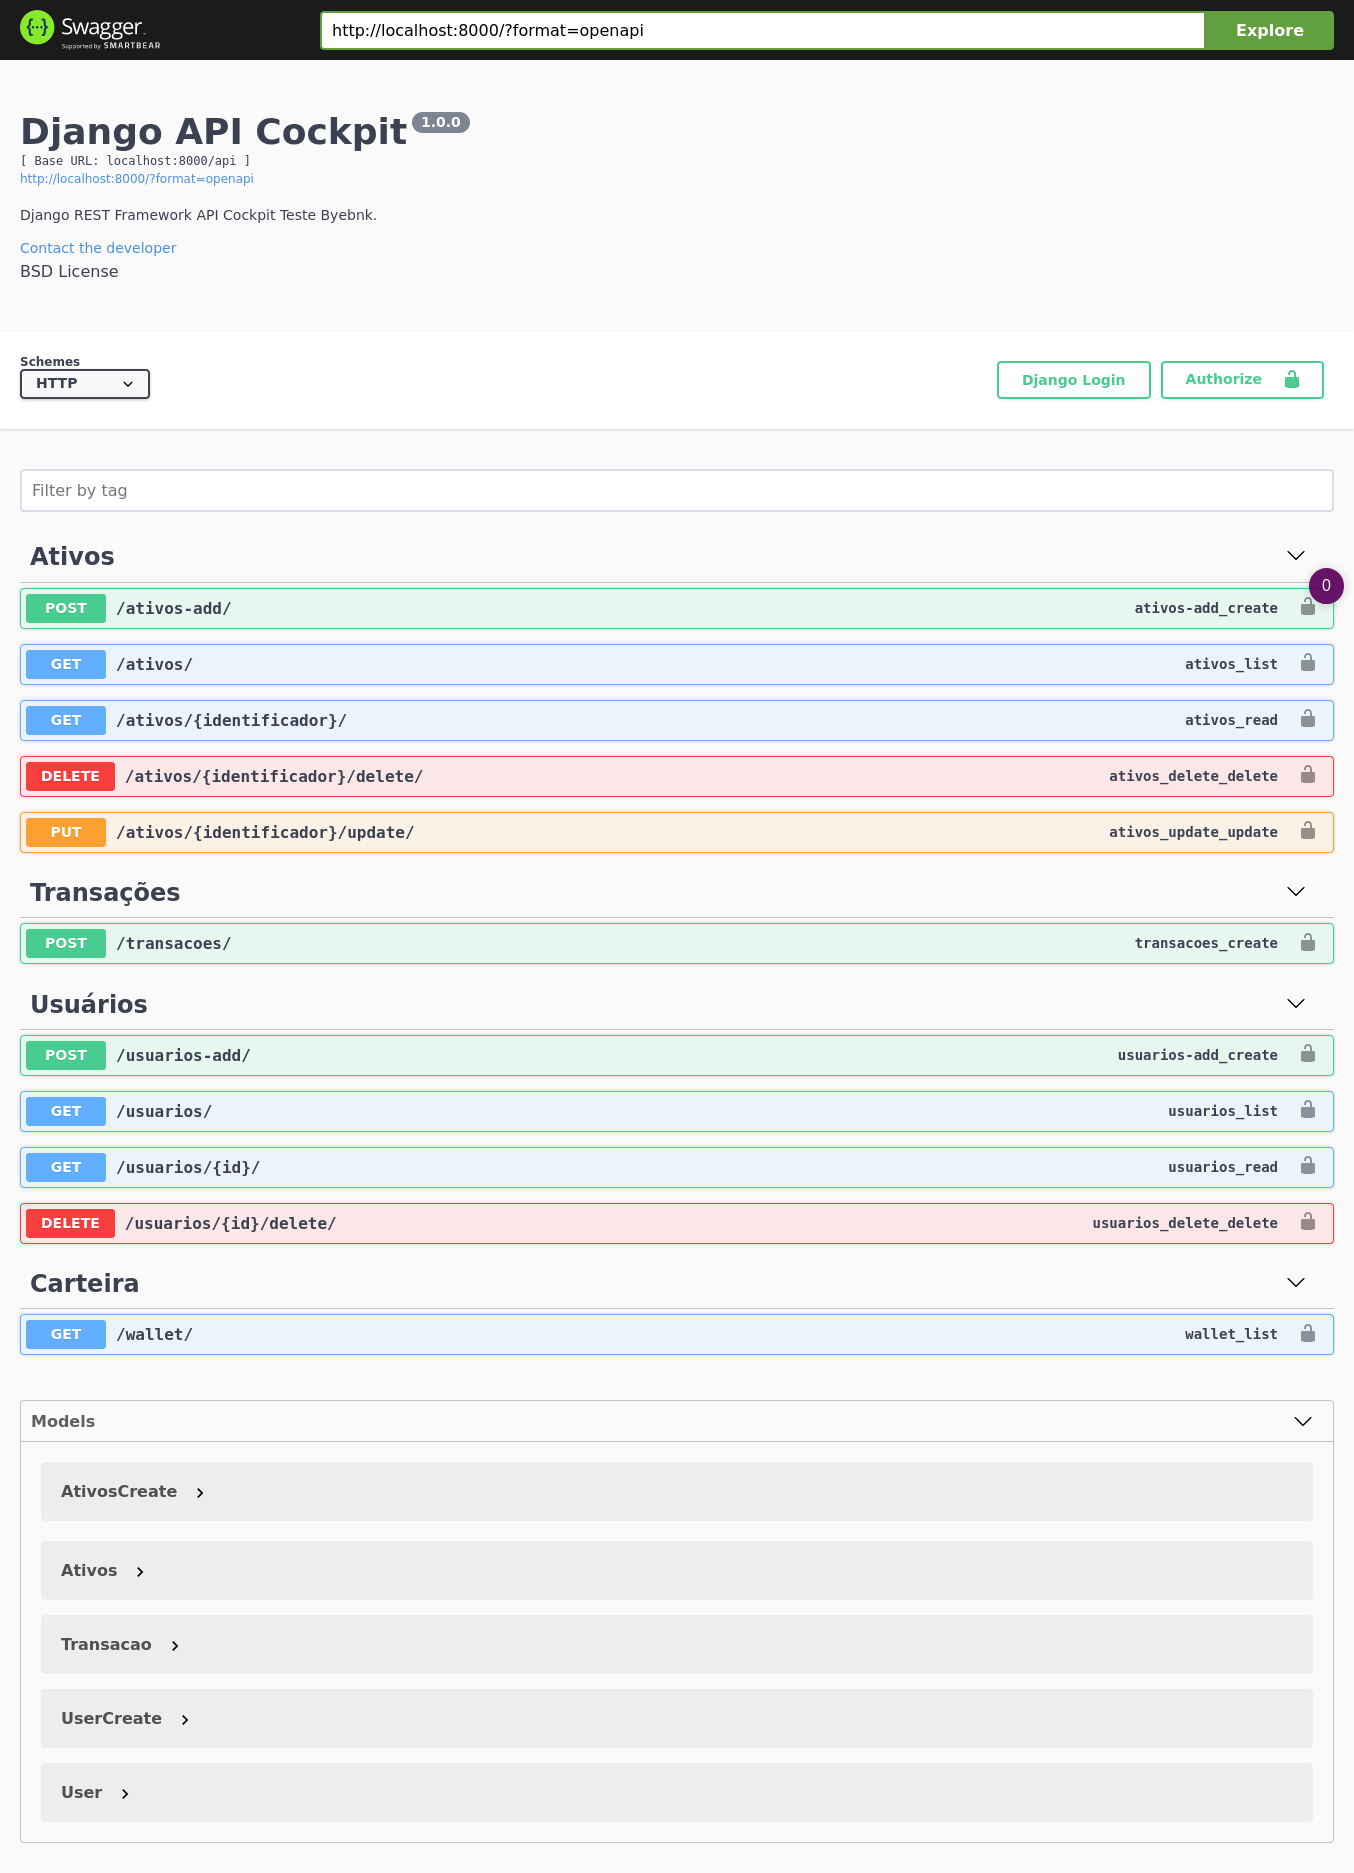 Swagger
Supported by SMARTBEAR
http://localhost:8000/?format=openapi
Explore
Django API Cockpit 1.0.0
[ Base URL: localhost:8000/api ]
http://localhost:8000/?format=openapi
Django REST Framework API Cockpit Teste Byebnk.
Contact the developer
BSD License
Schemes
HTTP
Django Login
Authorize
Filter by tag
Ativos
0
POST /ativos-add/ ativos-add_create
GET /ativos/ ativos_list
GET /ativos/{identificador}/ ativos_read
DELETE /ativos/{identificador}/delete/ ativos_delete_delete
PUT /ativos/{identificador}/update/ ativos_update_update
Transações
POST /transacoes/ transacoes_create
Usuários
POST /usuarios-add/ usuarios-add_create
GET /usuarios/ usuarios_list
GET /usuarios/{id}/ usuarios_read
DELETE /usuarios/{id}/delete/ usuarios_delete_delete
Carteira
GET /wallet/ wallet_list
Models
AtivosCreate
Ativos
Transacao
UserCreate
User